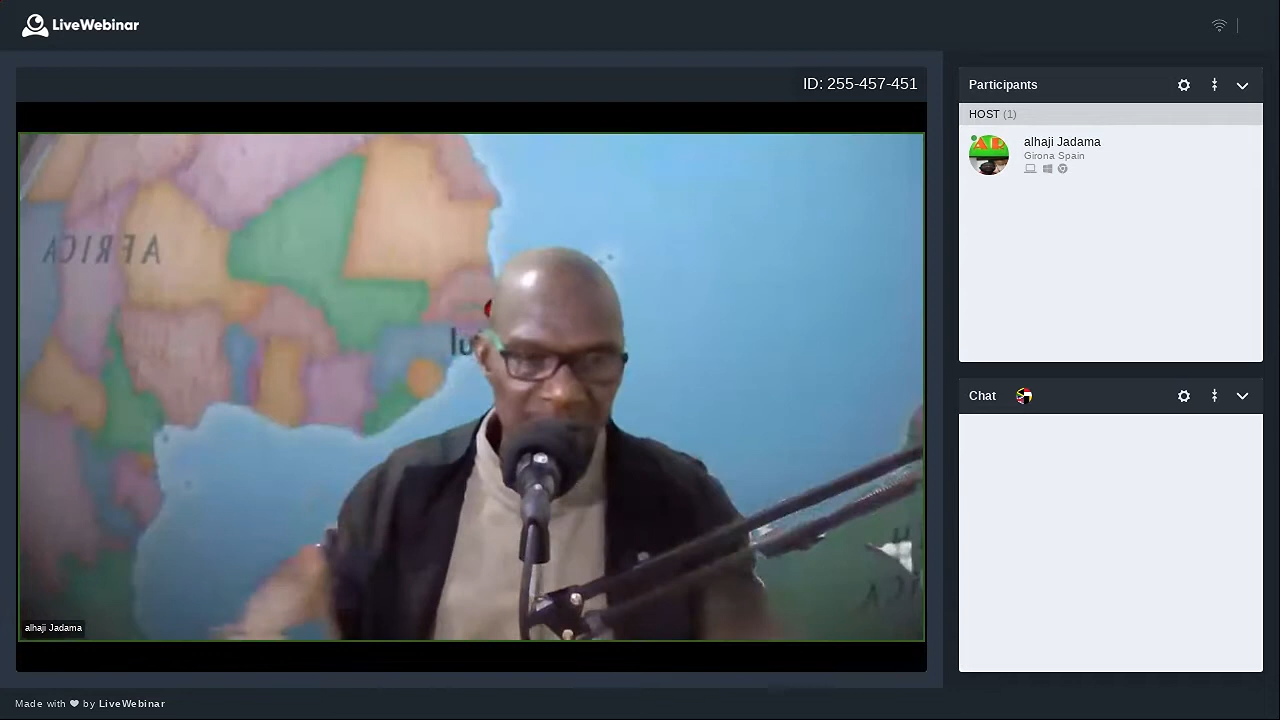 LiveWebinar
ID: 255-457-451
AFRICA
alhaji Jadama
Participants
HOST (1)
alhaji Jadama
Girona Spain
Chat
Made with ❤ by LiveWebinar